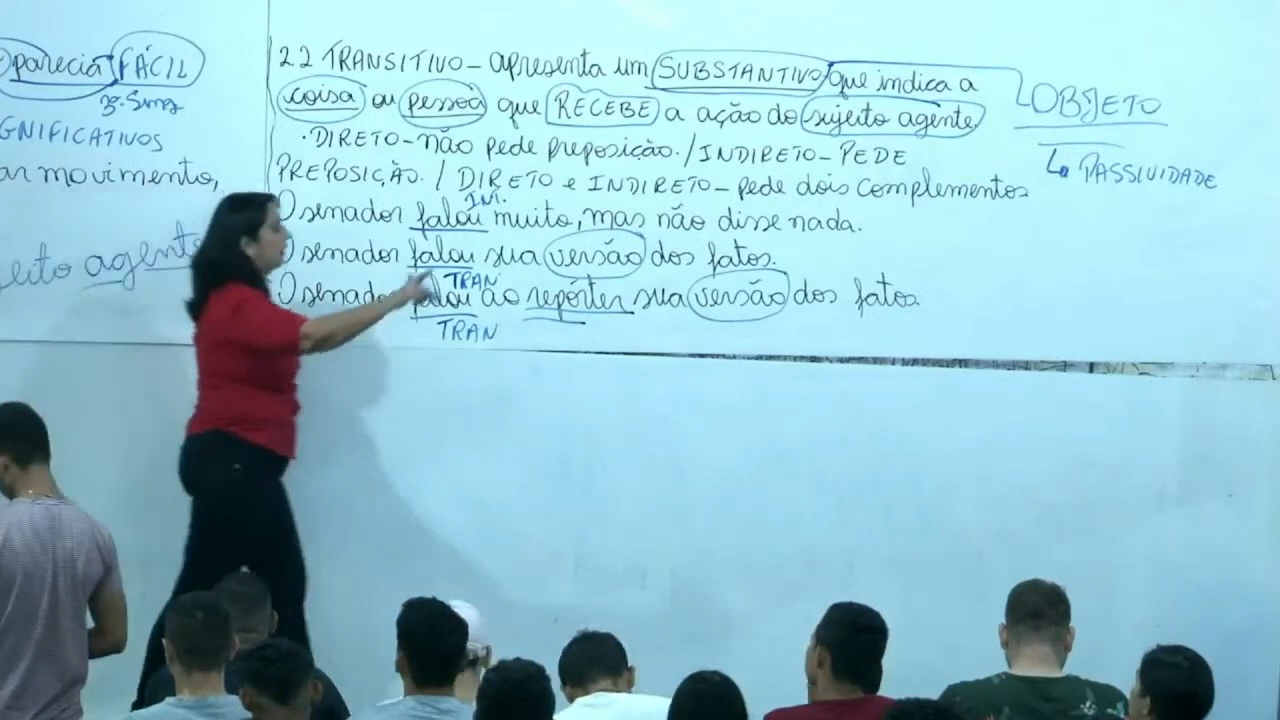 parecia FÁCIL
GNIFICATIVOS
ar movimento,
eito agente
2.2 TRANSITIVO - apresenta um SUBSTANTIVO que indica a
coisa ou pessoa que RECEBE a ação do sujeito agente
OBJETO
↳ PASSIVIDADE
· DIRETO - não pede preposição. / INDIRETO - PEDE
PREPOSIÇÃO. / DIRETO e INDIRETO - pede dois complementos
INT.
O senador falou muito, mas não disse nada.
O senador falou sua versão dos fatos.
TRAN
O senador falou ao repórter sua versão dos fatos.
TRAN